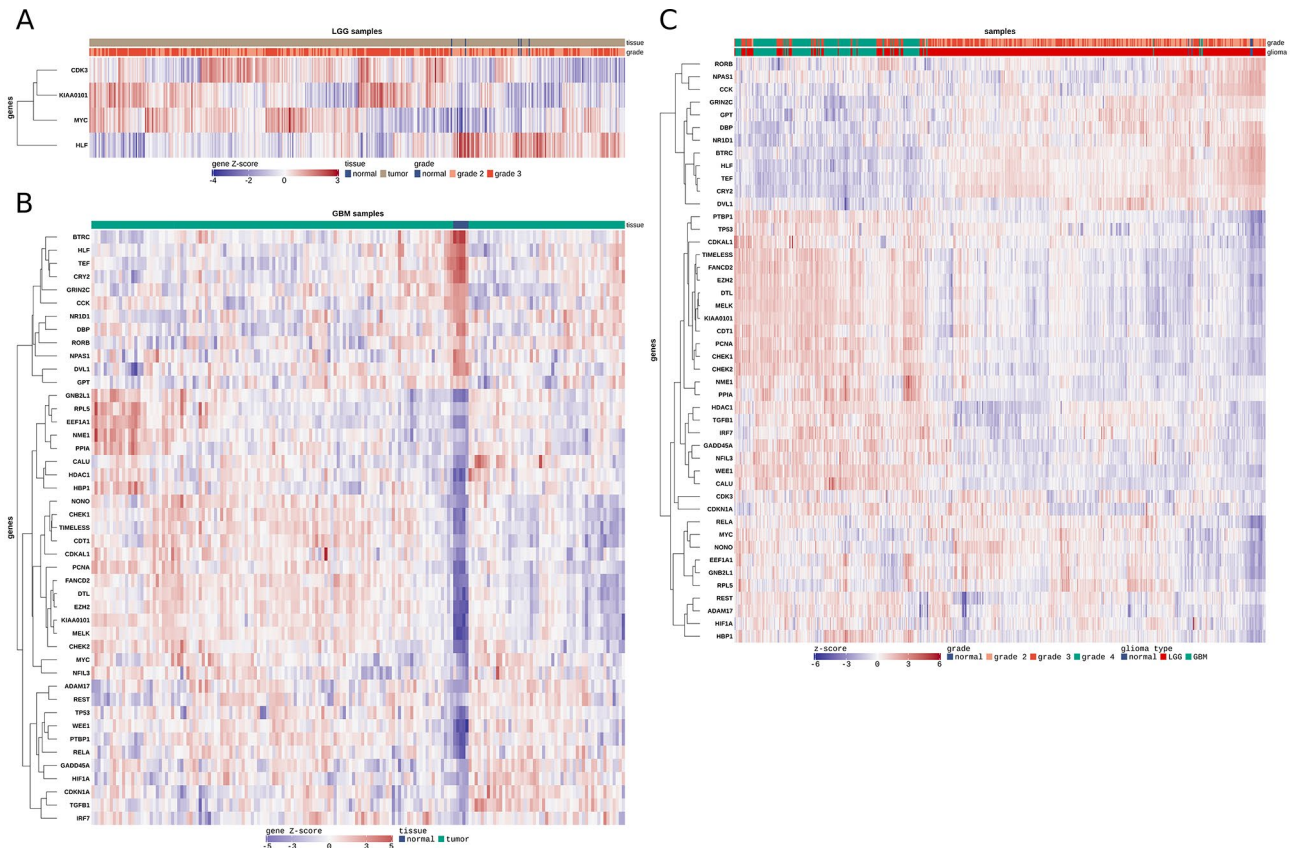 A
LGG samples
tissue
grade
CDK3
KIAA0101
MYC
HLF
genes
gene Z-score
-4 -2 0 3
tissue
normal tumor
grade
normal grade 2 grade 3
B
GBM samples
tissue
BTRC
HLF
TEF
CRY2
GRIN2C
CCK
NR1D1
DBP
RORB
NPAS1
DVL1
GPT
GNB2L1
RPL5
EEF1A1
NME1
PPIA
CALU
HDAC1
HBP1
NONO
CHEK1
TIMELESS
CDT1
CDKAL1
PCNA
FANCD2
DTL
EZH2
KIAA0101
MELK
CHEK2
MYC
NFIL3
ADAM17
REST
TP53
WEE1
PTBP1
RELA
GADD45A
HIF1A
CDKN1A
TGFB1
IRF7
genes
gene Z-score
-5 -3 0 3 5
tissue
normal tumor
C
samples
grade
glioma
RORB
NPAS1
CCK
GRIN2C
GPT
DBP
NR1D1
BTRC
HLF
TEF
CRY2
DVL1
PTBP1
TP53
CDKAL1
TIMELESS
FANCD2
EZH2
DTL
MELK
KIAA0101
CDT1
PCNA
CHEK1
CHEK2
NME1
PPIA
HDAC1
TGFB1
IRF7
GADD45A
NFIL3
WEE1
CALU
CDK3
CDKN1A
RELA
MYC
NONO
EEF1A1
GNB2L1
RPL5
REST
ADAM17
HIF1A
HBP1
genes
z-score
-6 -3 0 3 6
grade
normal grade 2 grade 3 grade 4
glioma type
normal LGG GBM